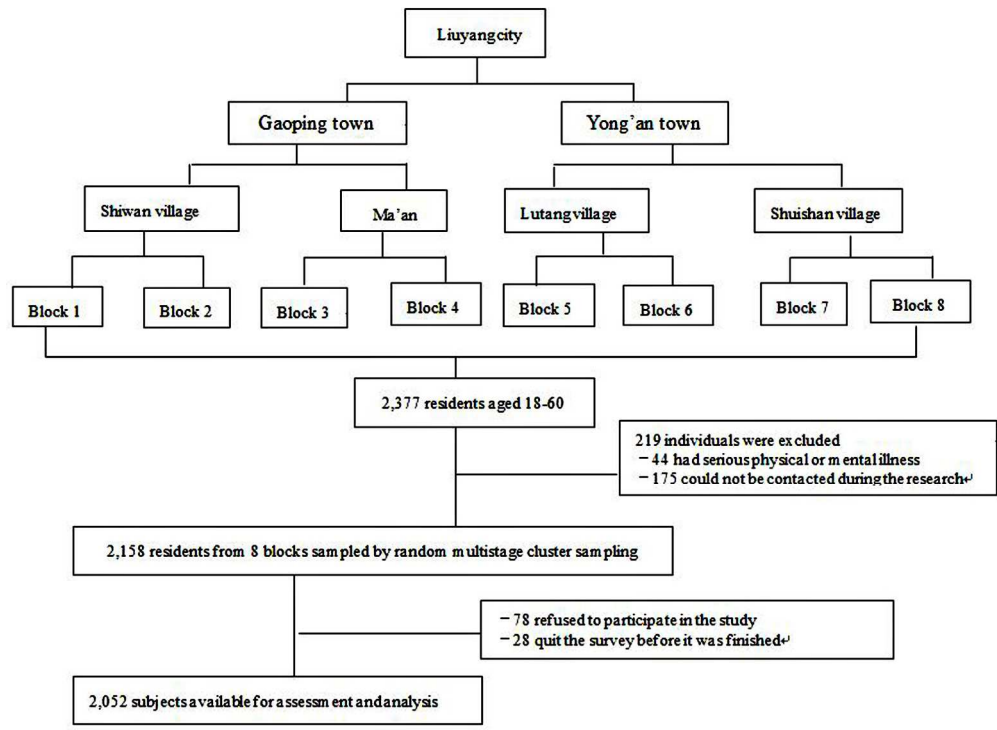 Liuyangcity
Gaoping town
Yong'an town
Shiwan village
Ma'an
Lutang village
Shuishan village
Block 1
Block 2
Block 3
Block 4
Block 5
Block 6
Block 7
Block 8
2,377 residents aged 18-60
219 individuals were excluded
－44 had serious physical or mental illness
－175 could not be contacted during the research↵
2,158 residents from 8 blocks sampled by random multistage cluster sampling
－78 refused to participate in the study
－28 quit the survey before it was finished↵
2,052 subjects available for assessment and analysis